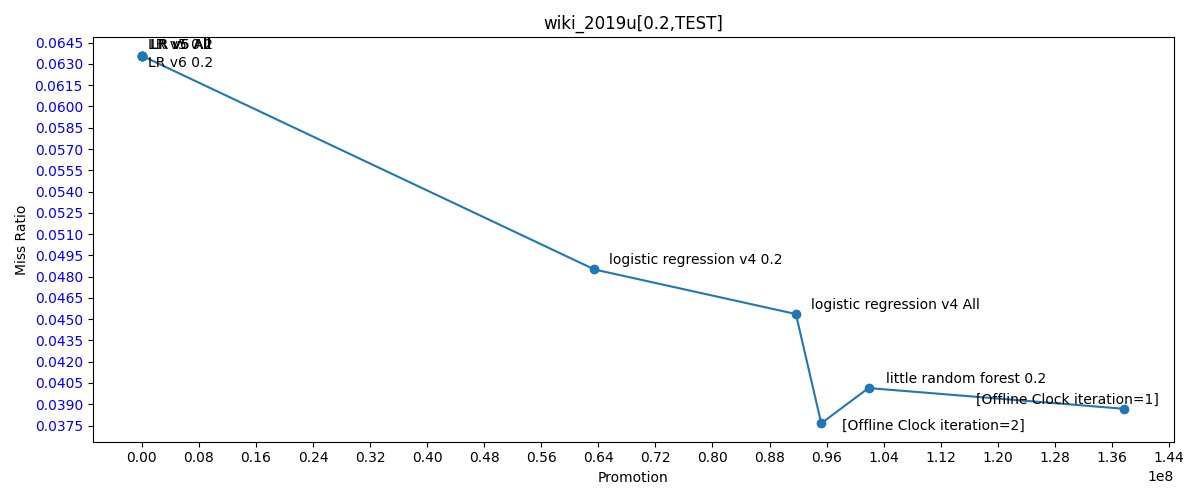 wiki_2019u[0.2,TEST]
0.0645
0.0630
0.0615
0.0600
0.0585
0.0570
0.0555
0.0540
0.0525
0.0510
0.0495
0.0480
0.0465
0.0450
0.0435
0.0420
0.0405
0.0390
0.0375
Miss Ratio
LR v6 0.2
logistic regression v4 0.2
logistic regression v4 All
little random forest 0.2
[Offline Clock iteration=1]
[Offline Clock iteration=2]
0.00 0.08 0.16 0.24 0.32 0.40 0.48 0.56 0.64 0.72 0.80 0.88 0.96 1.04 1.12 1.20 1.28 1.36 1.44
1e8
Promotion